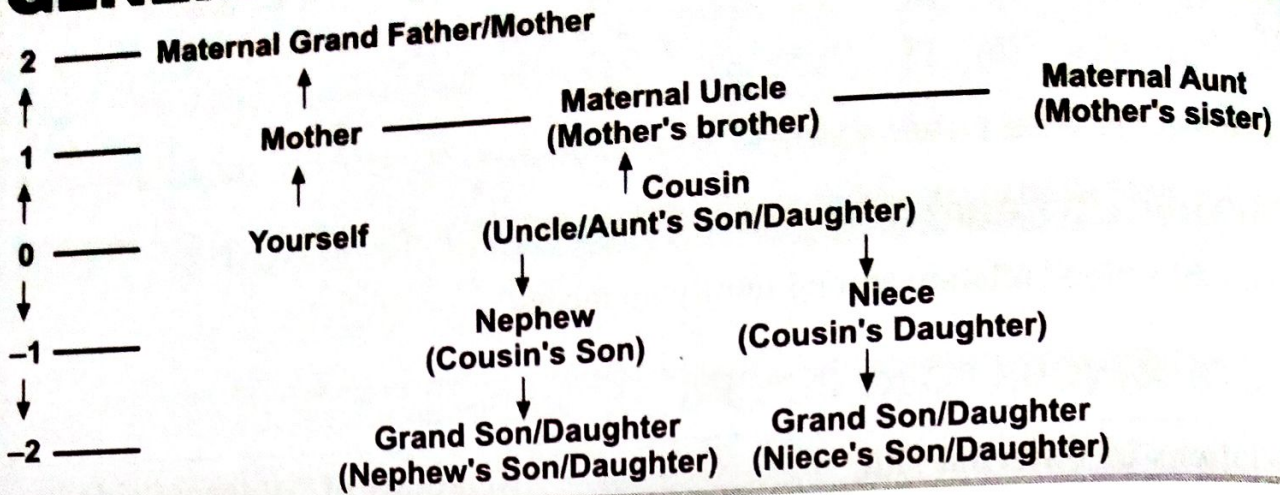 2 Maternal Grand Father/Mother
Maternal Uncle Maternal Aunt
Mother (Mother's brother) (Mother's sister)
1
Cousin
Yourself (Uncle/Aunt's Son/Daughter)
0
Nephew Niece
(Cousin's Son) (Cousin's Daughter)
–1
Grand Son/Daughter Grand Son/Daughter
–2 (Nephew's Son/Daughter) (Niece's Son/Daughter)